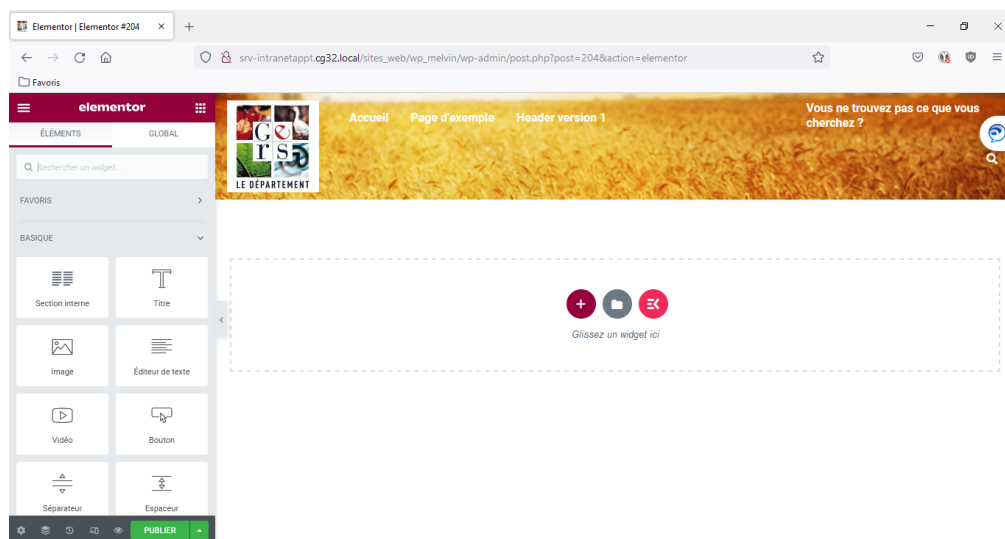 Elementor | Elementor #204
srv-intranetappt.cg32.local/sites_web/wp_melvin/wp-admin/post.php?post=204&action=elementor
Favoris
elementor
ÉLÉMENTS GLOBAL
Rechercher un widget...
FAVORIS
BASIQUE
Section interne Titre
Image Éditeur de texte
Vidéo Bouton
Séparateur Espaceur
PUBLIER
Gers
LE DÉPARTEMENT
Accueil Page d'exemple Header version 1
Vous ne trouvez pas ce que vous
cherchez ?
Glissez un widget ici